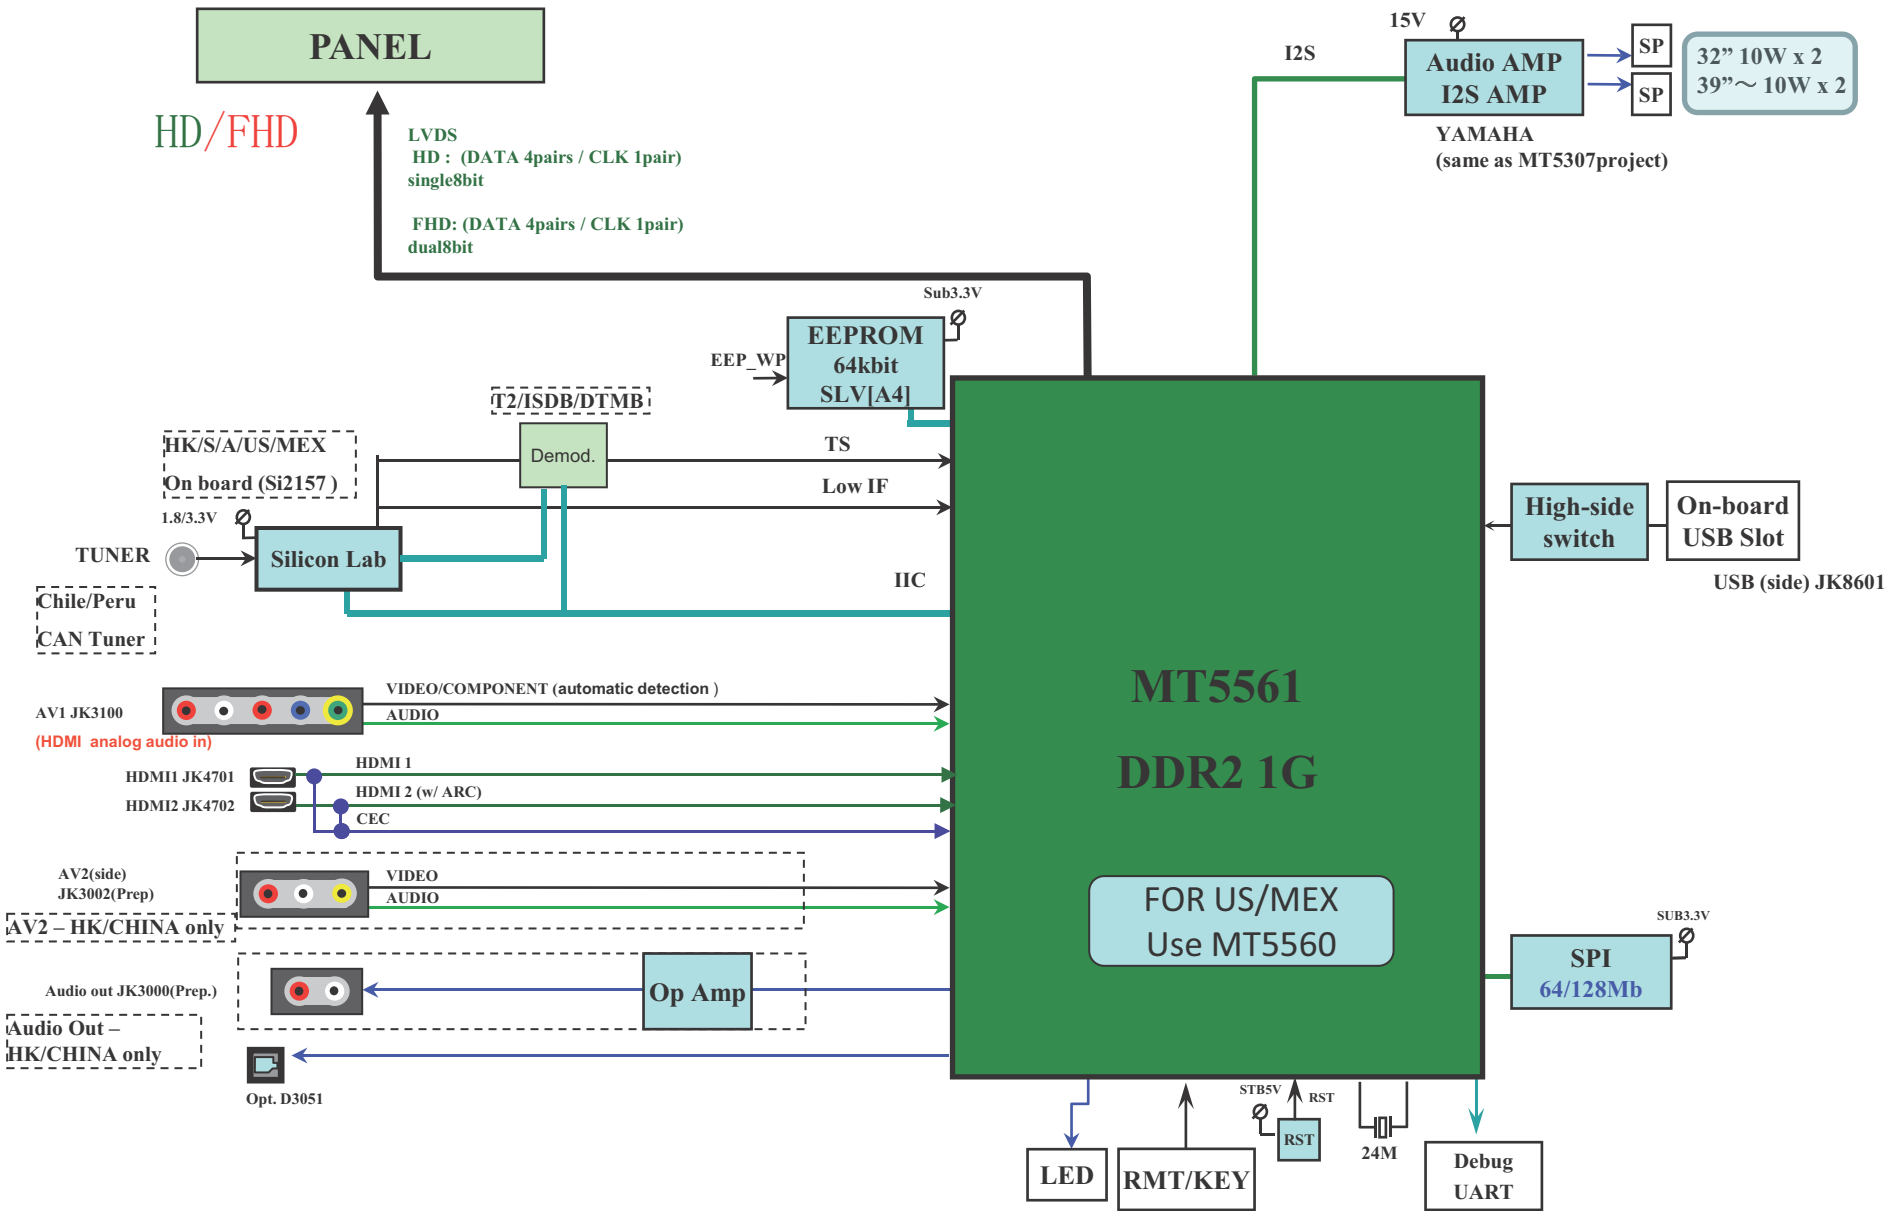 PANEL
HD/FHD
LVDS
HD : (DATA 4pairs / CLK 1pair)
single8bit
FHD: (DATA 4pairs / CLK 1pair)
dual8bit
15V
I2S
Audio AMP
I2S AMP
SP
SP
32” 10W x 2
39”～ 10W x 2
YAMAHA
(same as MT5307project)
Sub3.3V
EEPROM
64kbit
SLV[A4]
EEP_WP
T2/ISDB/DTMB
Demod.
TS
Low IF
HK/S/A/US/MEX
On board (Si2157 )
1.8/3.3V
TUNER
Silicon Lab
IIC
Chile/Peru
CAN Tuner
High-side
switch
On-board
USB Slot
USB (side) JK8601
MT5561
DDR2 1G
FOR US/MEX
Use MT5560
VIDEO/COMPONENT (automatic detection )
AUDIO
AV1 JK3100
(HDMI analog audio in)
HDMI1 JK4701
HDMI 1
HDMI2 JK4702
HDMI 2 (w/ ARC)
CEC
AV2(side)
JK3002(Prep)
VIDEO
AUDIO
AV2 – HK/CHINA only
Audio out JK3000(Prep.)
Op Amp
Audio Out –
HK/CHINA only
Opt. D3051
SUB3.3V
SPI
64/128Mb
STB5V
RST
RST
24M
LED
RMT/KEY
Debug
UART